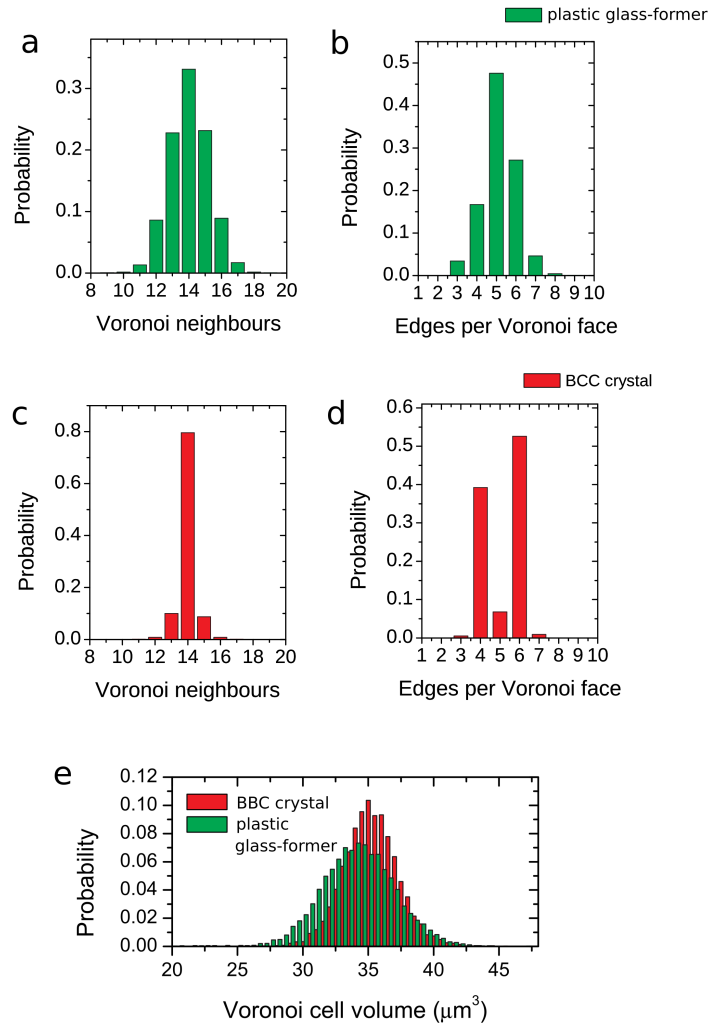 plastic glass-former
a
b
0.3
0.2
0.1
0.0
Probability
8 10 12 14 16 18 20
Voronoi neighbours
0.5
0.4
0.3
0.2
0.1
0.0
Probability
1 2 3 4 5 6 7 8 9 10
Edges per Voronoi face
BCC crystal
c
d
0.8
0.6
0.4
0.2
0.0
Probability
8 10 12 14 16 18 20
Voronoi neighbours
0.6
0.5
0.4
0.3
0.2
0.1
0.0
Probability
1 2 3 4 5 6 7 8 9 10
Edges per Voronoi face
e
0.12
0.10
0.08
0.06
0.04
0.02
0.00
Probability
BBC crystal
plastic
glass-former
20 25 30 35 40 45
Voronoi cell volume (μm³)